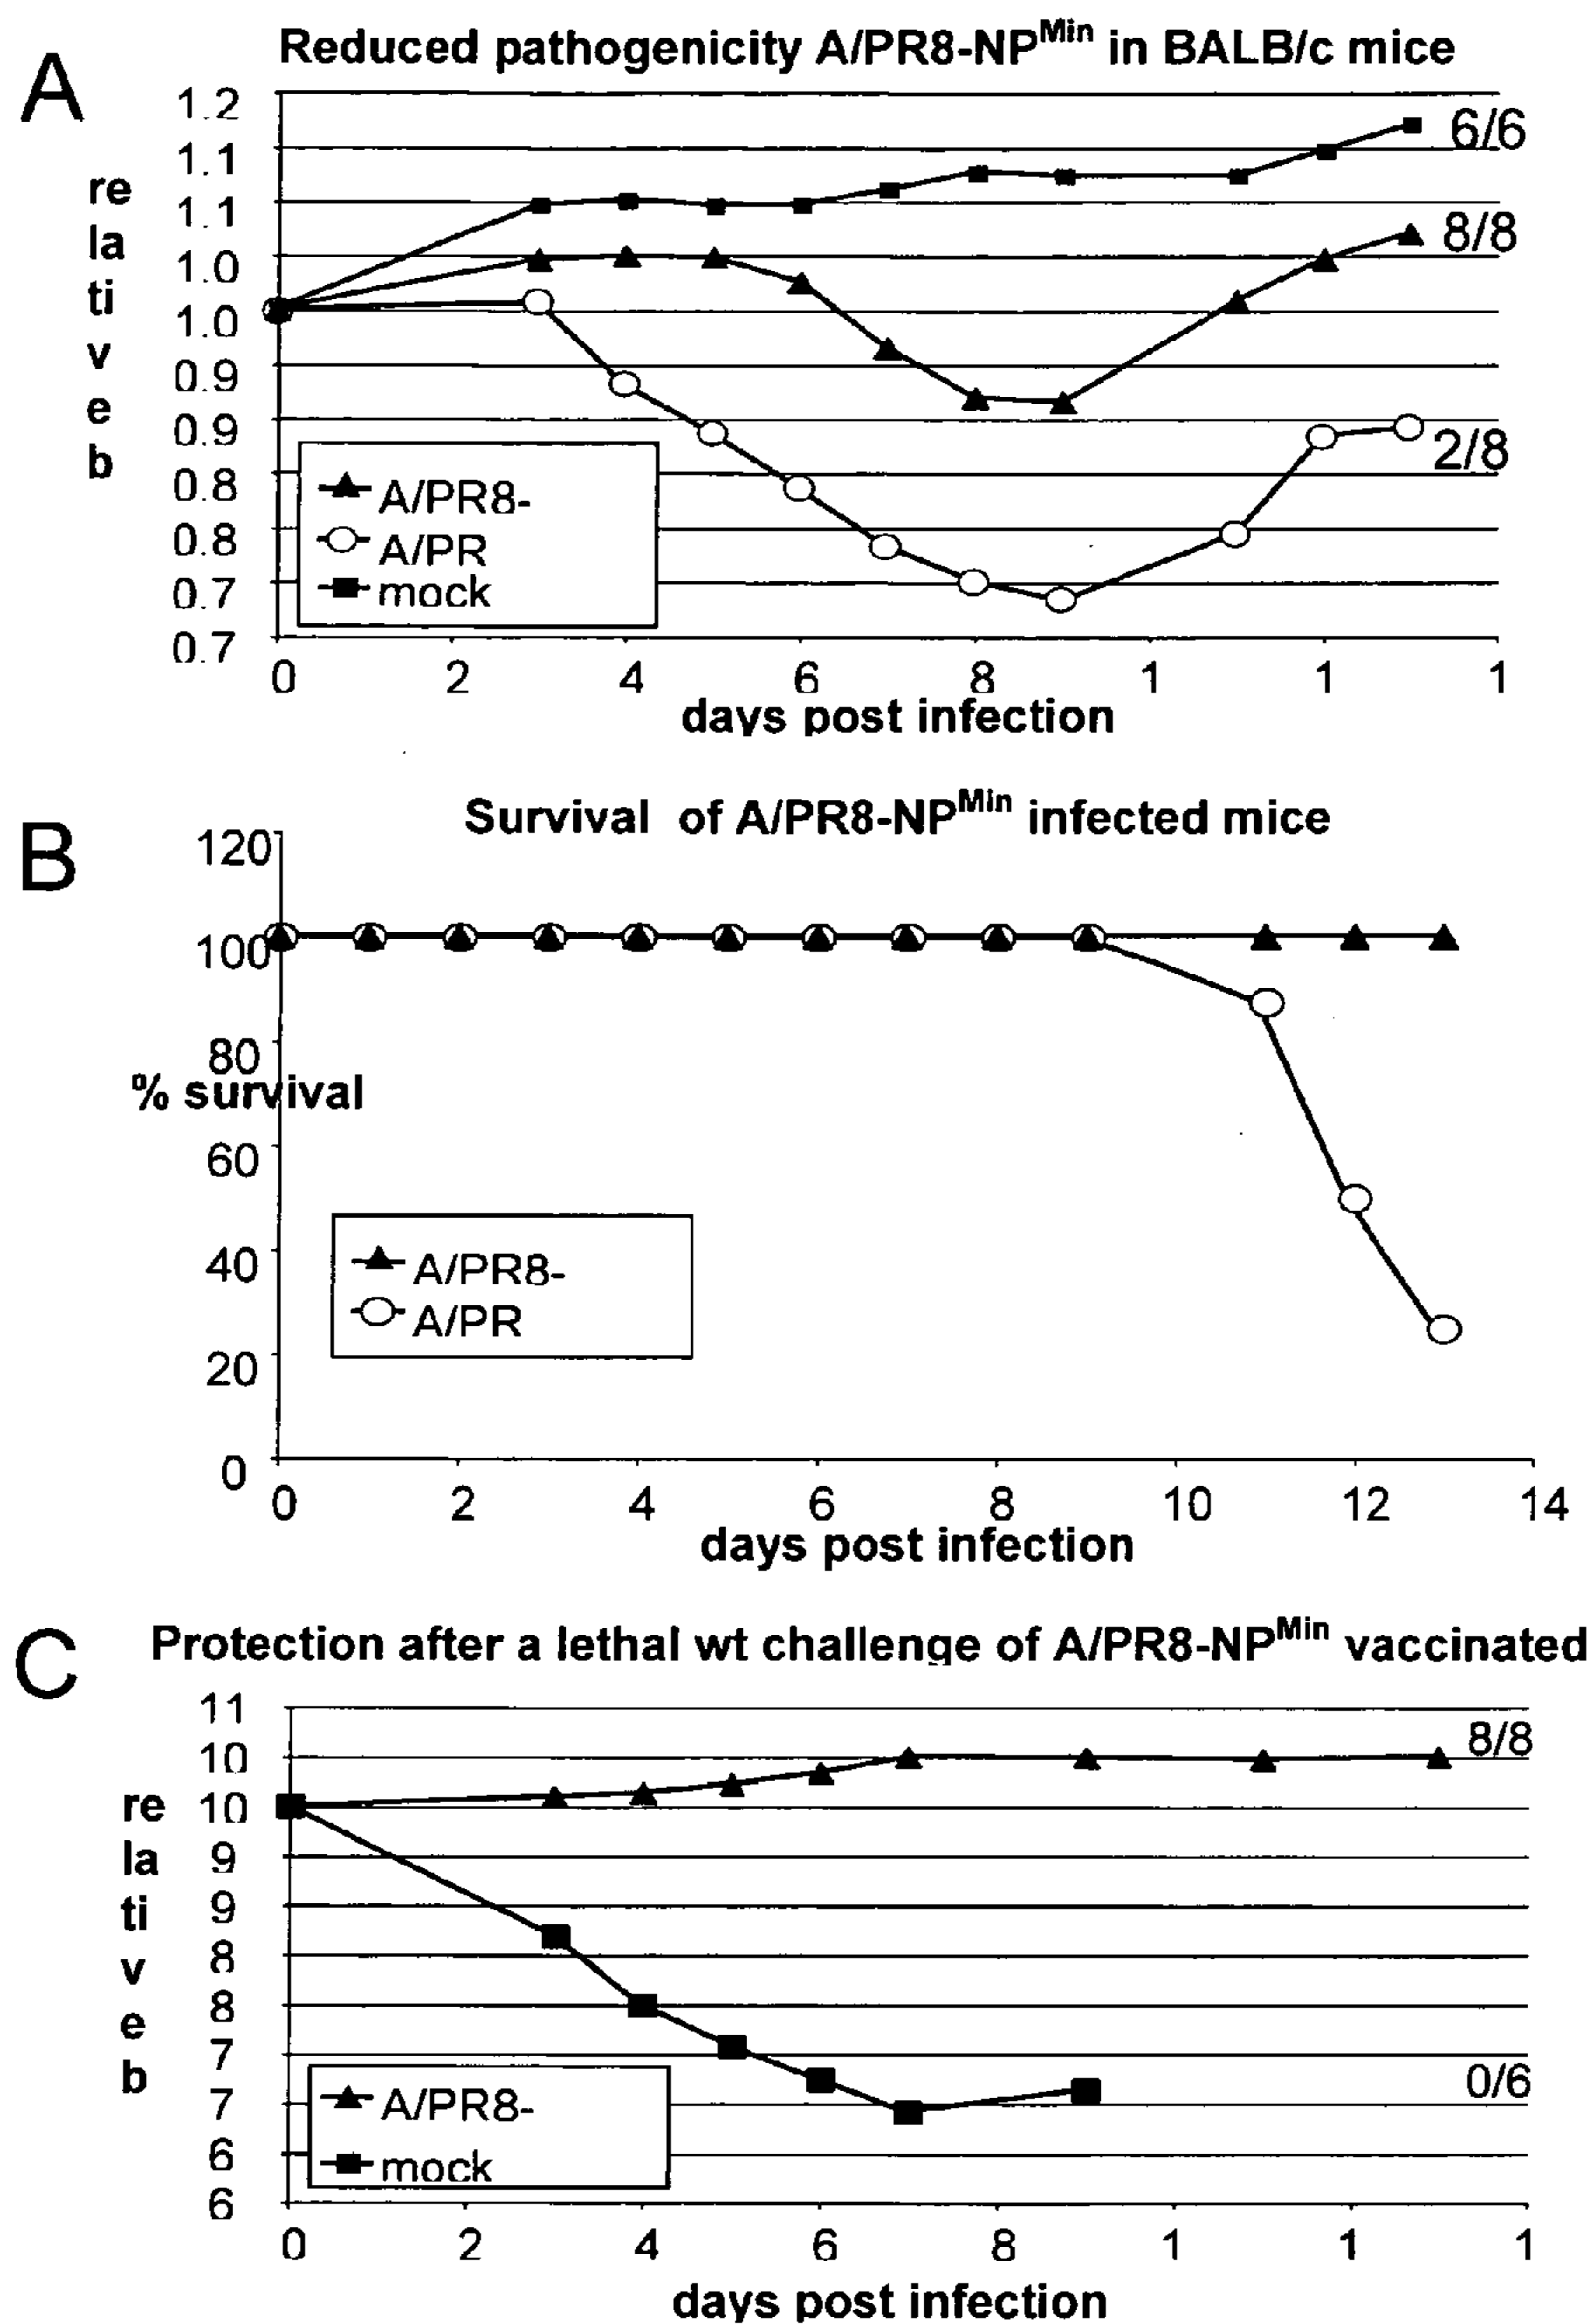 A
Reduced pathogenicity A/PR8-NPMin in BALB/c mice
1.2
1.1
1.1
1.0
1.0
0.9
0.9
0.8
0.8
0.7
0.7
re
la
ti
v
e
b
6/6
8/8
2/8
A/PR8-
A/PR
mock
0 2 4 6 8 1 1 1
days post infection
B
Survival of A/PR8-NPMin infected mice
120
100
80
% survival
60
40
20
0
A/PR8-
A/PR
0 2 4 6 8 10 12 14
days post infection
C
Protection after a lethal wt challenge of A/PR8-NPMin vaccinated
11
10
10
9
9
8
8
7
7
6
6
re
la
ti
v
e
b
8/8
0/6
A/PR8-
mock
0 2 4 6 8 1 1 1
days post infection